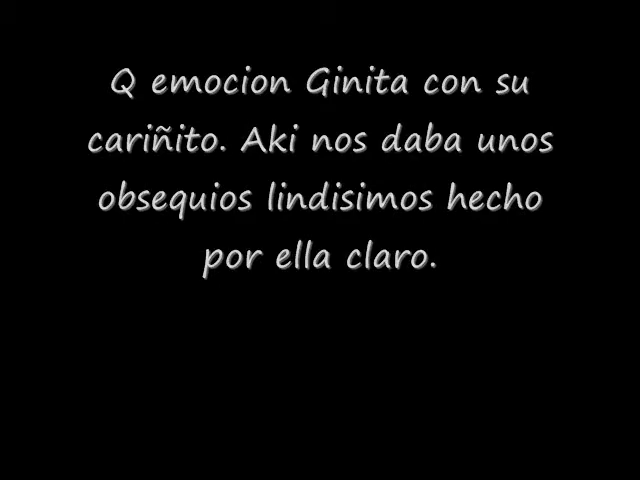 Q emocion Ginita con su
cariñito. Aki nos daba unos
obsequios lindisimos hecho
por ella claro.